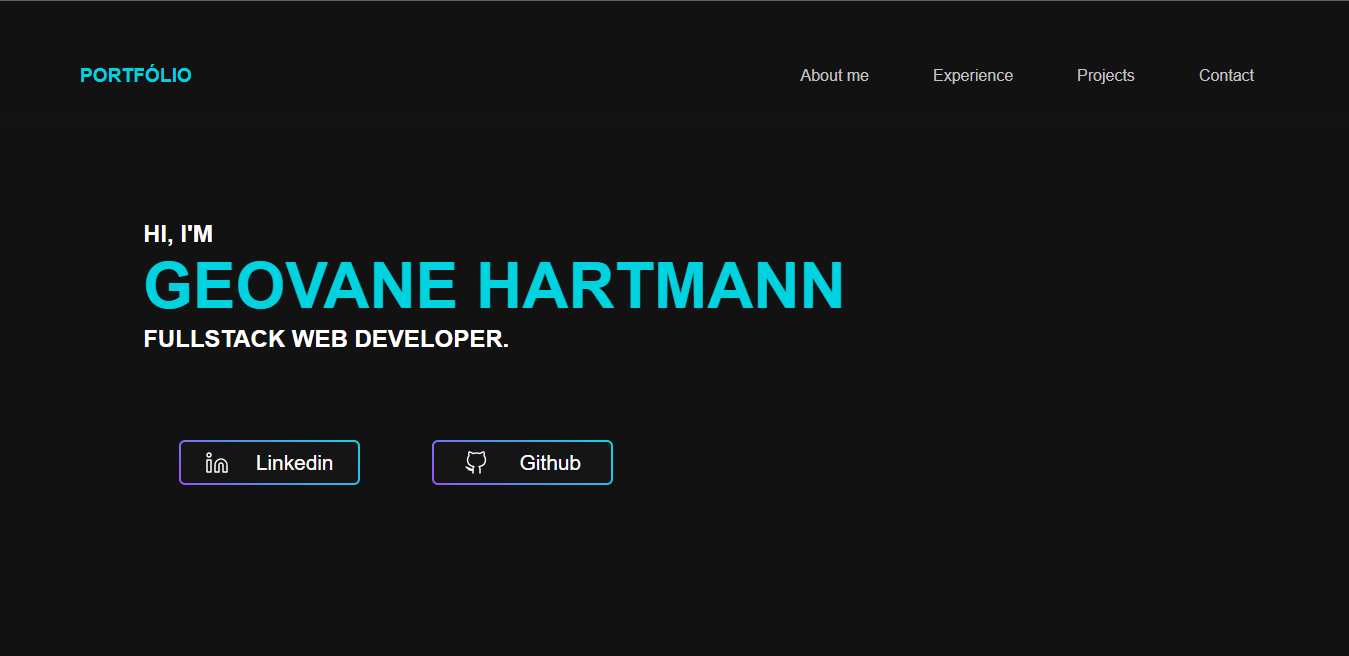 PORTFÓLIO
About me Experience Projects Contact
HI, I'M
GEOVANE HARTMANN
FULLSTACK WEB DEVELOPER.
Linkedin Github